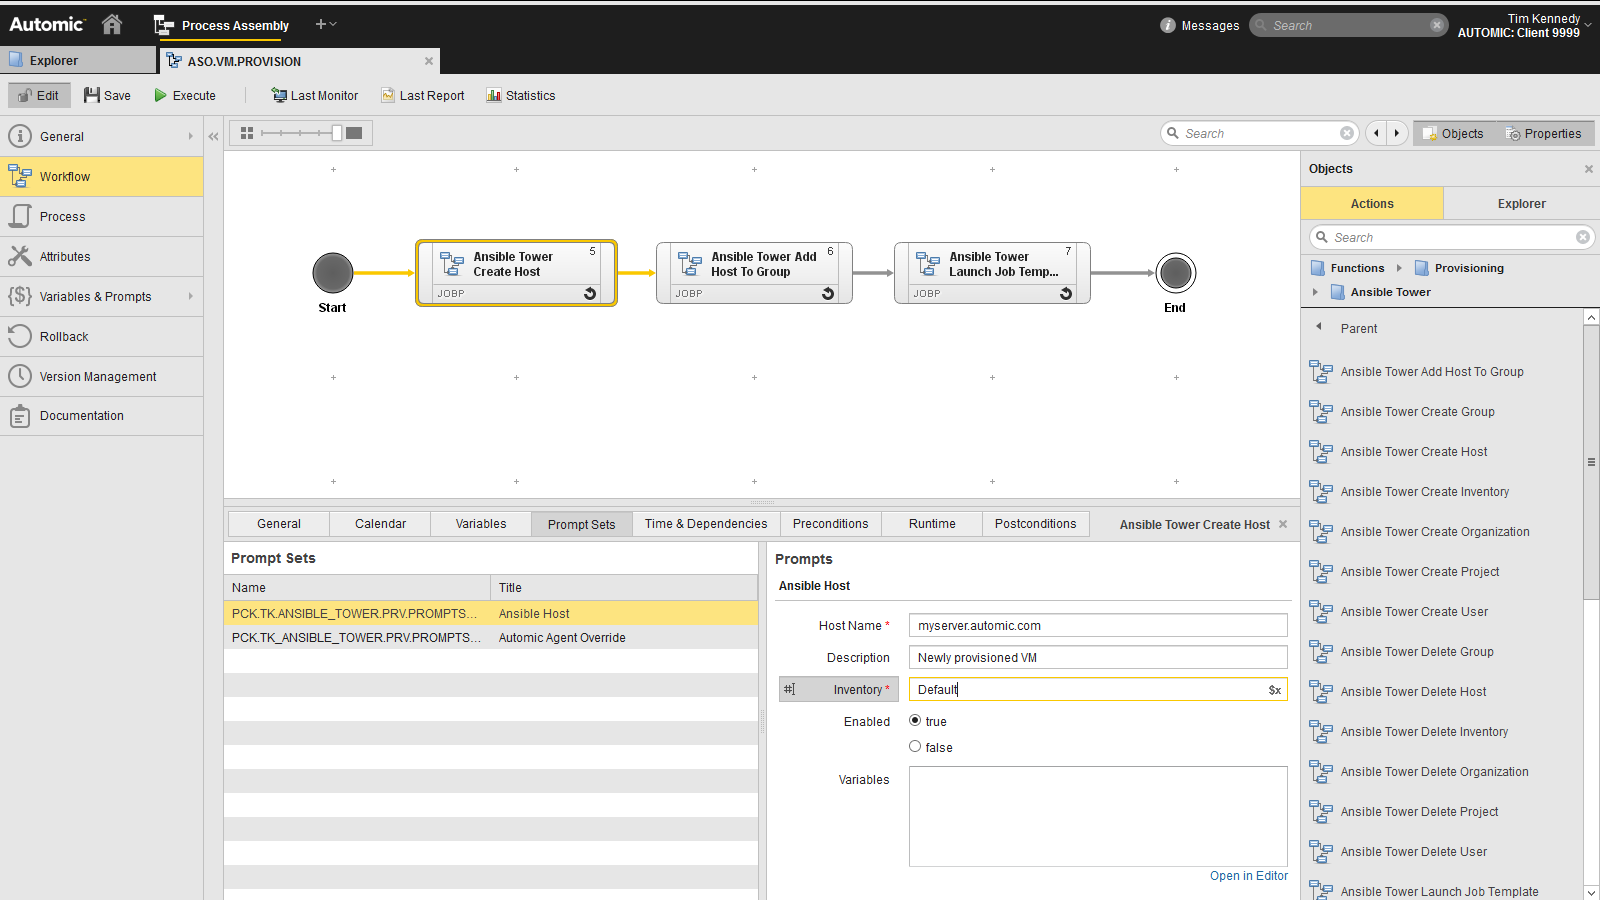 Automic
Process Assembly
Messages
Search
Tim Kennedy
AUTOMIC: Client 9999
Explorer
ASO.VM.PROVISION
Edit
Save
Execute
Last Monitor
Last Report
Statistics
General
Workflow
Process
Attributes
Variables & Prompts
Rollback
Version Management
Documentation
Search
Objects
Properties
Start
Ansible Tower
Create Host
5
JOBP
Ansible Tower Add
Host To Group
6
JOBP
Ansible Tower
Launch Job Temp...
7
JOBP
End
General
Calendar
Variables
Prompt Sets
Time & Dependencies
Preconditions
Runtime
Postconditions
Ansible Tower Create Host
Prompt Sets
Name
Title
PCK.TK.ANSIBLE_TOWER.PRV.PROMPTS...
Ansible Host
PCK.TK_ANSIBLE_TOWER.PRV.PROMPTS...
Automic Agent Override
Prompts
Ansible Host
Host Name *
myserver.automic.com
Description
Newly provisioned VM
Inventory *
Default
$x
Enabled
true
false
Variables
Open in Editor
Objects
Actions
Explorer
Search
Functions
Provisioning
Ansible Tower
Parent
Ansible Tower Add Host To Group
Ansible Tower Create Group
Ansible Tower Create Host
Ansible Tower Create Inventory
Ansible Tower Create Organization
Ansible Tower Create Project
Ansible Tower Create User
Ansible Tower Delete Group
Ansible Tower Delete Host
Ansible Tower Delete Inventory
Ansible Tower Delete Organization
Ansible Tower Delete Project
Ansible Tower Delete User
Ansible Tower Launch Job Template